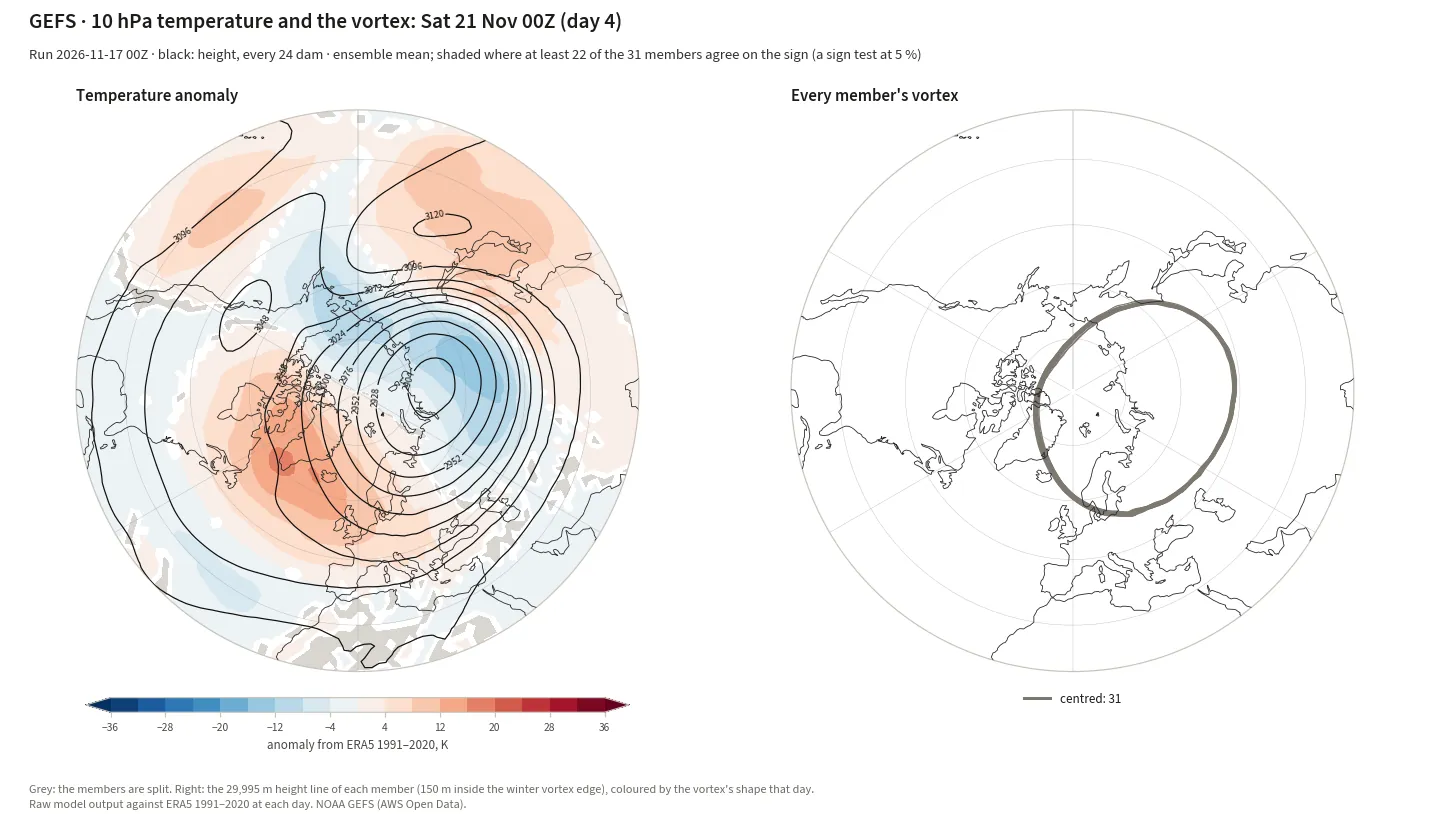 GEFS · 10 hPa temperature and the vortex: Sat 21 Nov 00Z (day 4)
Run 2026-11-17 00Z · black: height, every 24 dam · ensemble mean; shaded where at least 22 of the 31 members agree on the sign (a sign test at 5 %)
Temperature anomaly
Every member's vortex
3120
3096
3096
3072
3048
3024
2976
2952
2928
2952
centred: 31
−36 −28 −20 −12 −4 4 12 20 28 36
anomaly from ERA5 1991–2020, K
Grey: the members are split. Right: the 29,995 m height line of each member (150 m inside the winter vortex edge), coloured by the vortex's shape that day.
Raw model output against ERA5 1991–2020 at each day. NOAA GEFS (AWS Open Data).